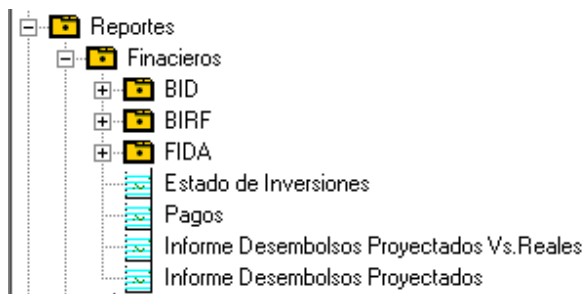 Reportes
Finacieros
BID
BIRF
FIDA
Estado de Inversiones
Pagos
Informe Desembolsos Proyectados Vs.Reales
Informe Desembolsos Proyectados